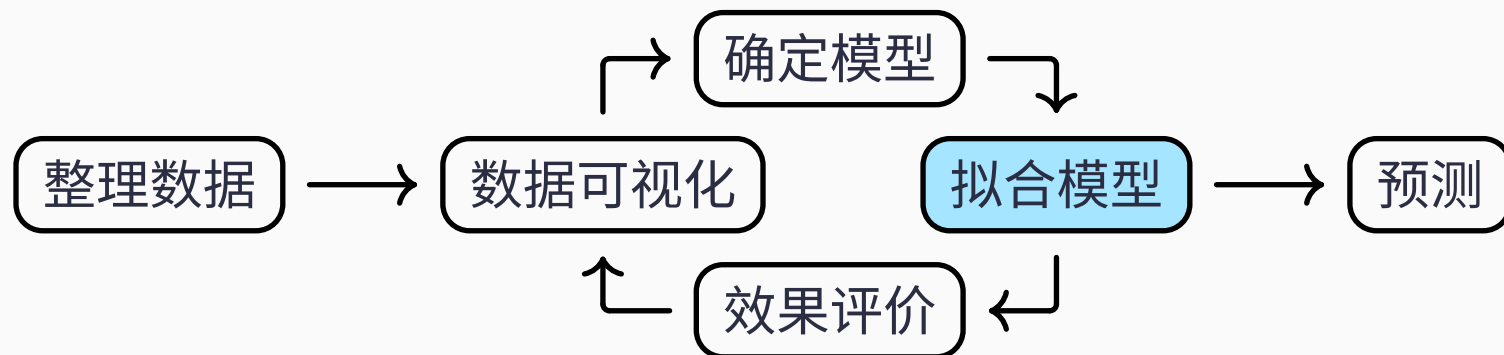 确定模型
整理数据
数据可视化
拟合模型
预测
效果评价